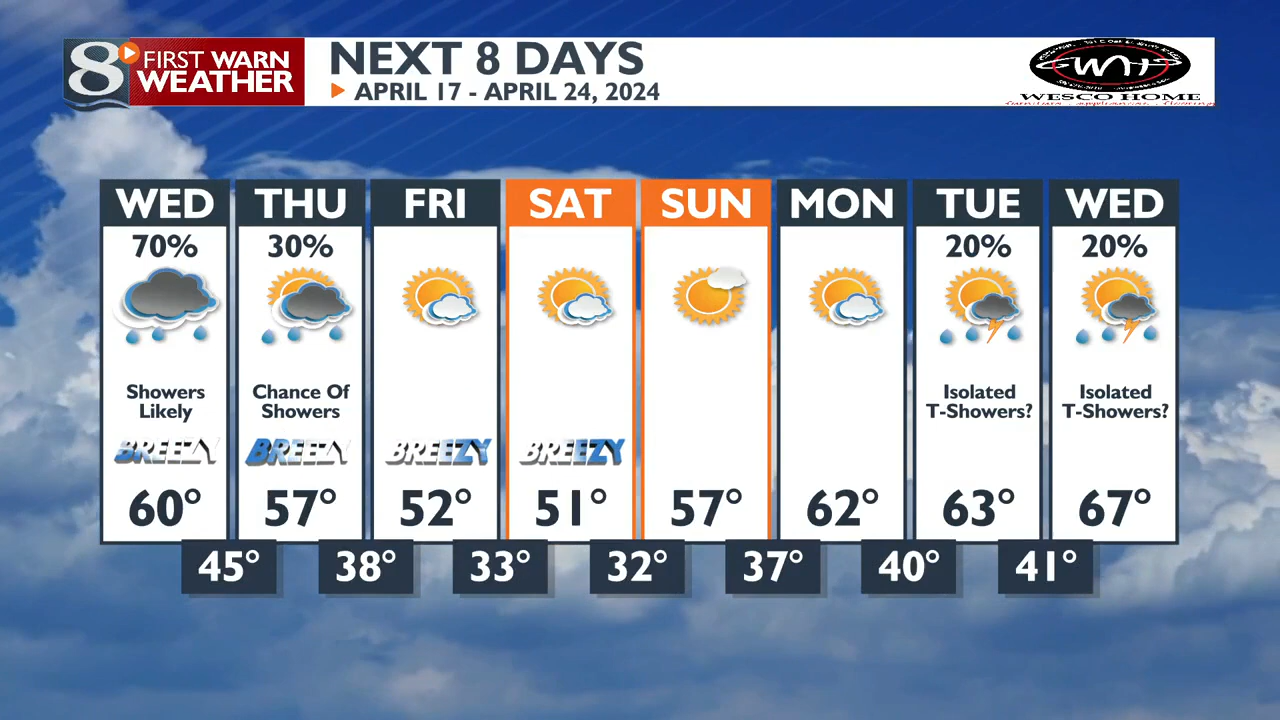 8 FIRST WARN
WEATHER
NEXT 8 DAYS
APRIL 17 - APRIL 24, 2024
WH
WESCO HOME
WED THU FRI SAT SUN MON TUE WED
70% 30% 20% 20%
Showers
Likely
Chance Of
Showers
Isolated
T-Showers?
Isolated
T-Showers?
BREEZY BREEZY BREEZY BREEZY
60° 57° 52° 51° 57° 62° 63° 67°
45° 38° 33° 32° 37° 40° 41°